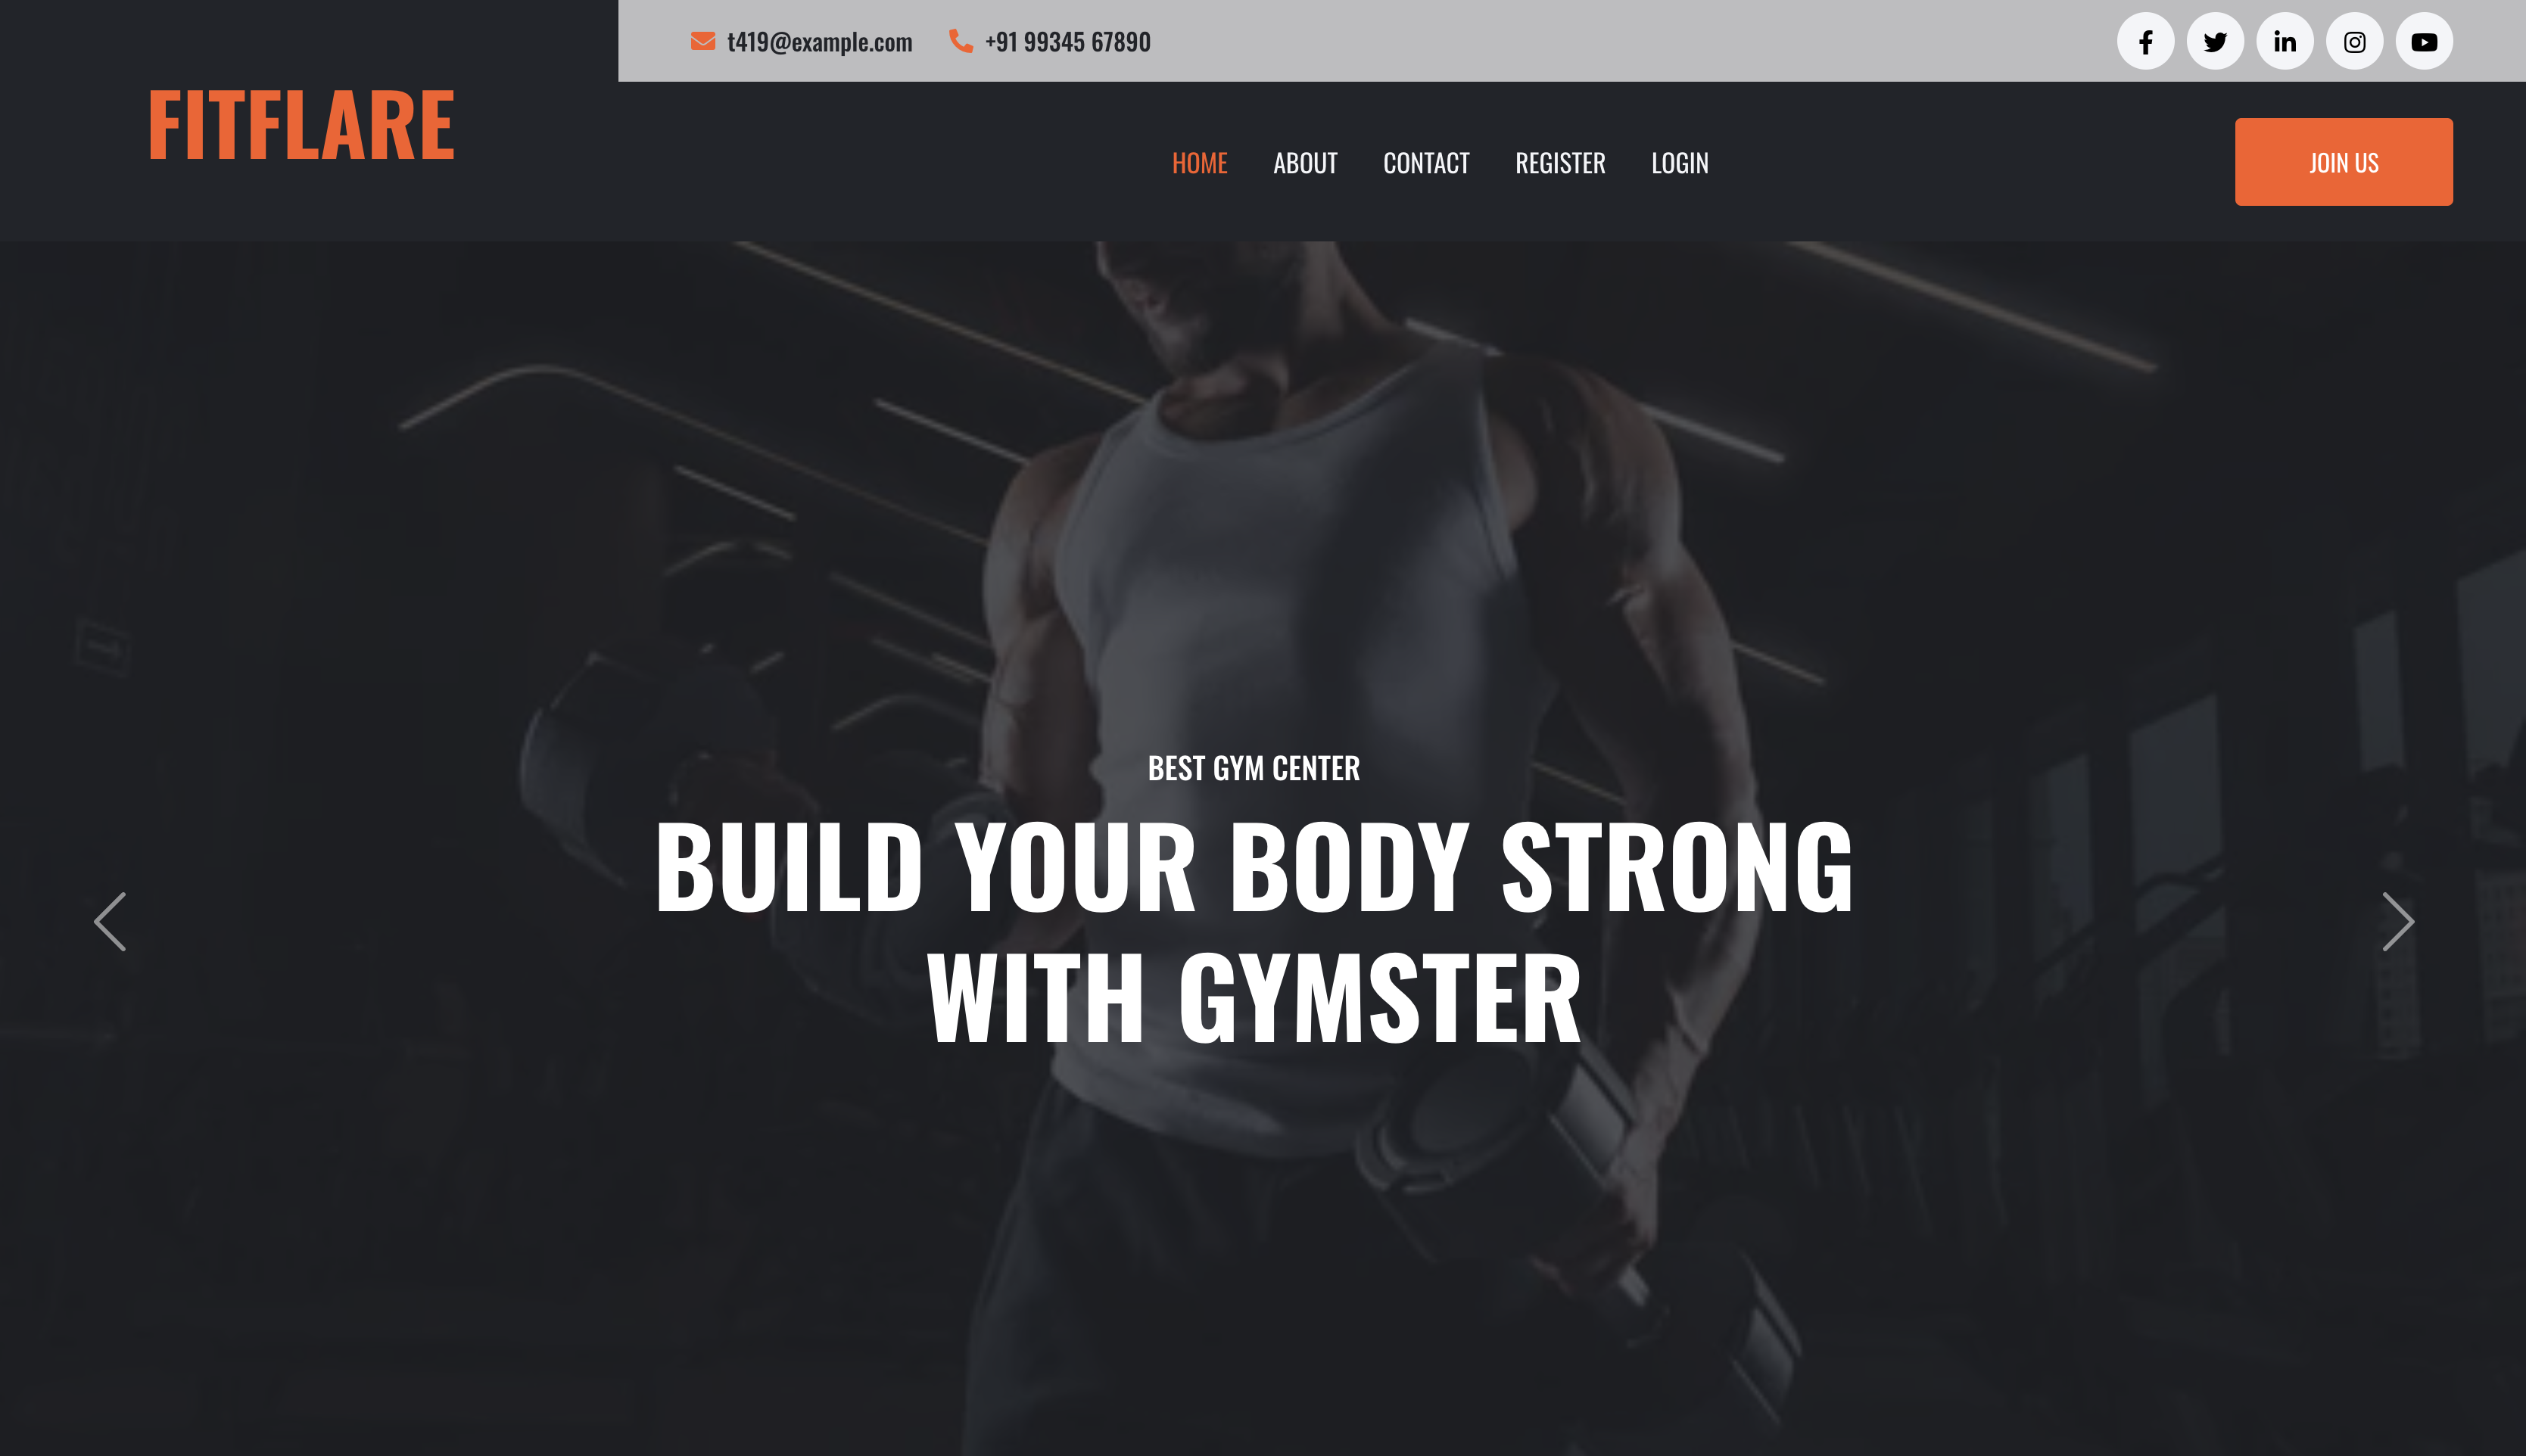 t419@example.com +91 99345 67890
FITFLARE
HOME ABOUT CONTACT REGISTER LOGIN JOIN US
BEST GYM CENTER
BUILD YOUR BODY STRONG
WITH GYMSTER